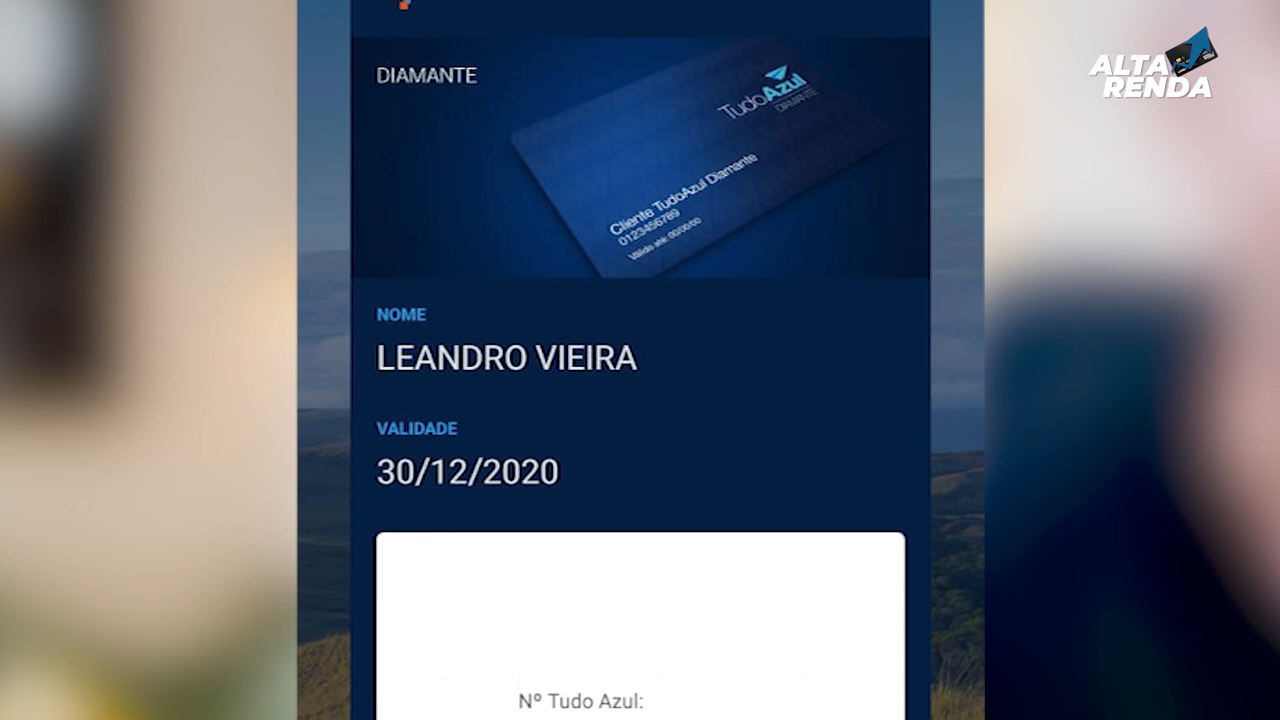 ALTA
RENDA
DIAMANTE
TudoAzul
DIAMANTE
Cliente TudoAzul Diamante
0123456789
Válido até: 00/00/00
NOME
LEANDRO VIEIRA
VALIDADE
30/12/2020
Nº Tudo Azul: